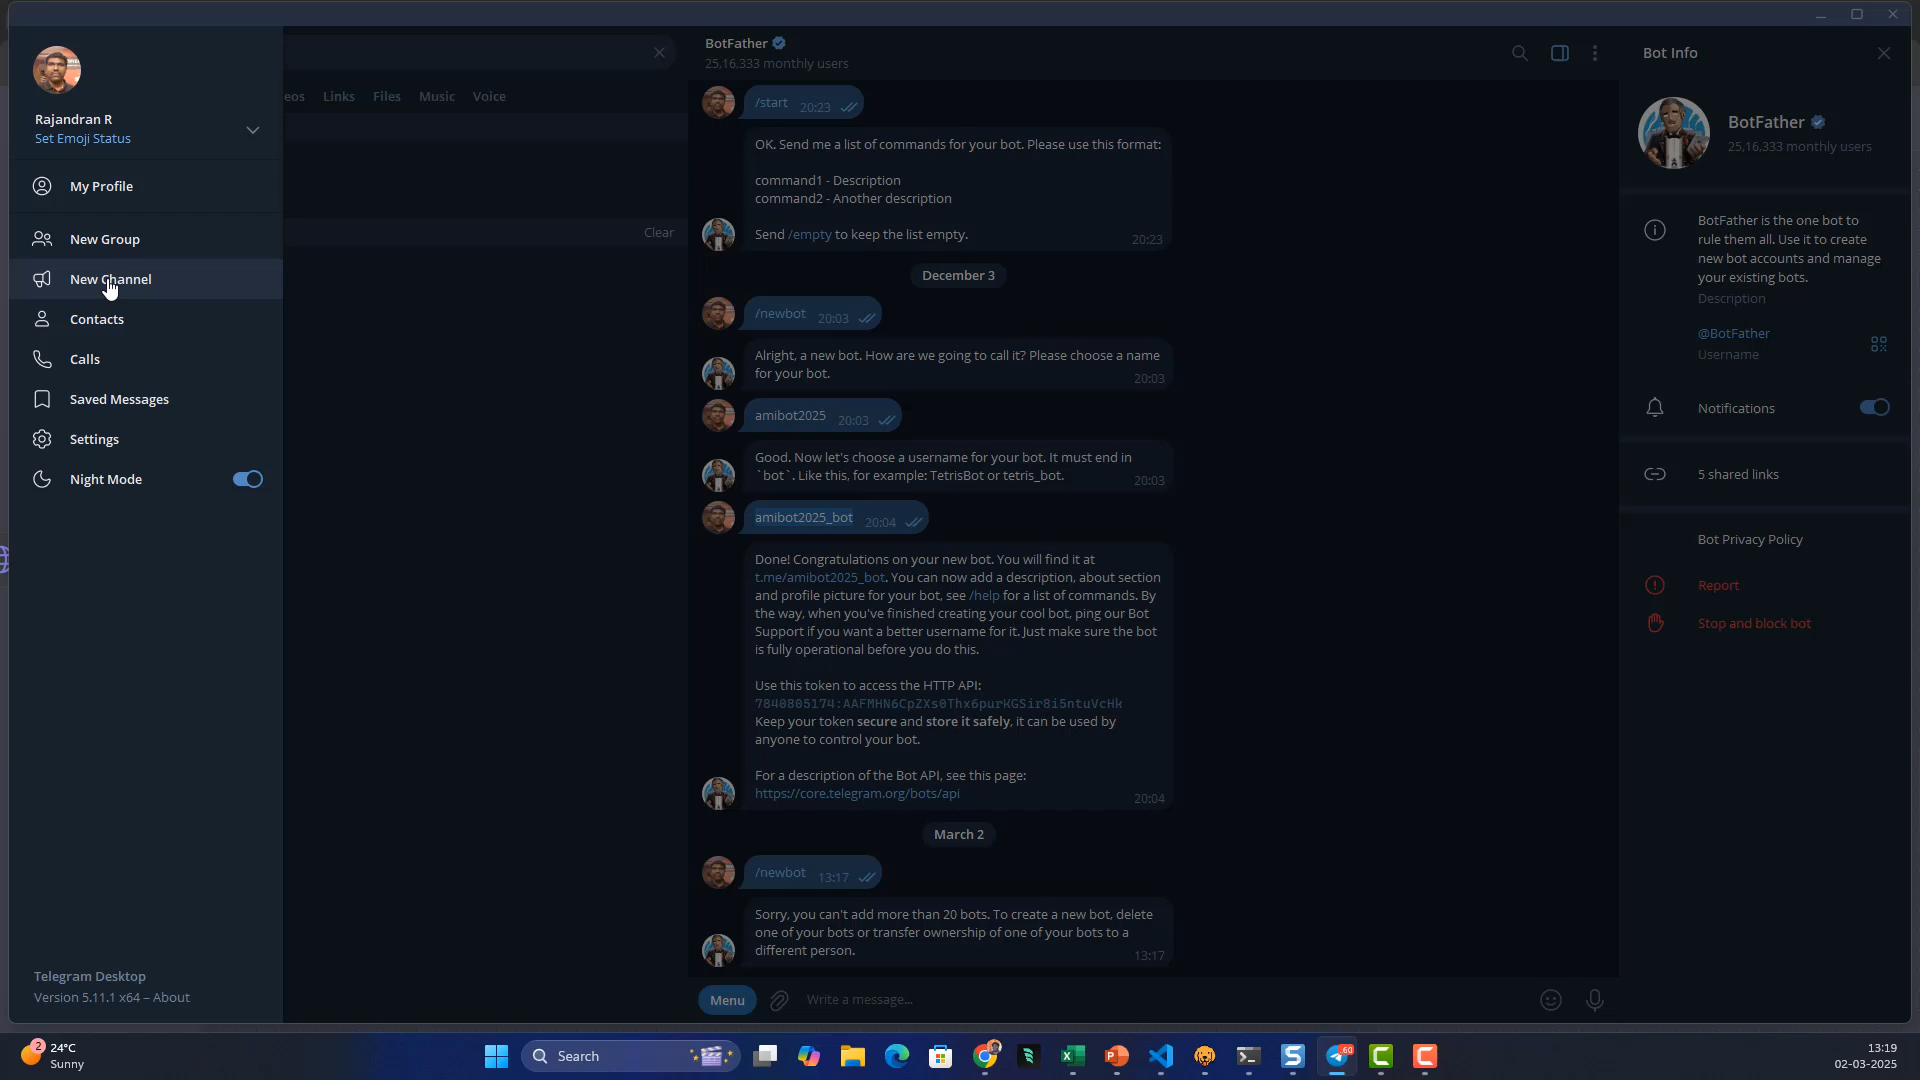 Rajandran R
Set Emoji Status
My Profile
New Group
New Channel
Contacts
Calls
Saved Messages
Settings
Night Mode
Telegram Desktop
Version 5.11.1 x64 – About
eos Links Files Music Voice
Clear
BotFather
25,16,333 monthly users
/start 20:23
OK. Send me a list of commands for your bot. Please use this format:
command1 - Description
command2 - Another description
Send /empty to keep the list empty.
20:23
December 3
/newbot 20:03
Alright, a new bot. How are we going to call it? Please choose a name
for your bot.
20:03
amibot2025 20:03
Good. Now let's choose a username for your bot. It must end in
`bot`. Like this, for example: TetrisBot or tetris_bot.
20:03
amibot2025_bot 20:04
Done! Congratulations on your new bot. You will find it at
t.me/amibot2025_bot. You can now add a description, about section
and profile picture for your bot, see /help for a list of commands. By
the way, when you've finished creating your cool bot, ping our Bot
Support if you want a better username for it. Just make sure the bot
is fully operational before you do this.
Use this token to access the HTTP API:
7840805174:AAFMHN6CpZXs0Thx6purKGSir8i5ntuVcHk
Keep your token secure and store it safely, it can be used by
anyone to control your bot.
For a description of the Bot API, see this page:
https://core.telegram.org/bots/api
20:04
March 2
/newbot 13:17
Sorry, you can't add more than 20 bots. To create a new bot, delete
one of your bots or transfer ownership of one of your bots to a
different person.
13:17
Menu
Write a message...
Bot Info
BotFather
25,16,333 monthly users
BotFather is the one bot to
rule them all. Use it to create
new bot accounts and manage
your existing bots.
Description
@BotFather
Username
Notifications
5 shared links
Bot Privacy Policy
Report
Stop and block bot
2
24°C
Sunny
Search
60
13:19
02-03-2025